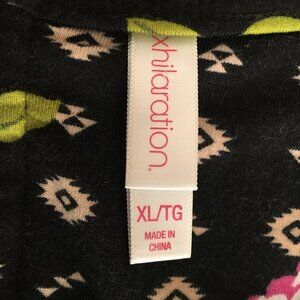 xhilaration.
XL/TG
MADE IN
CHINA